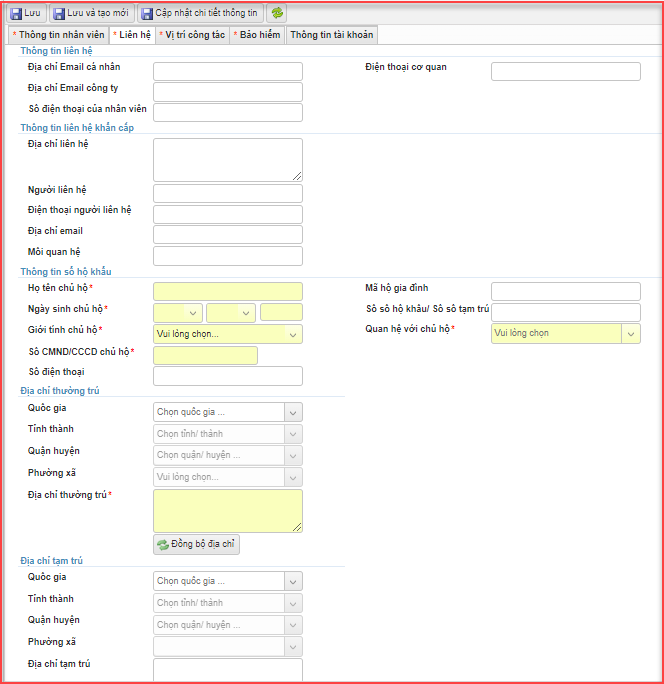 Lưu Lưu và tạo mới Cập nhật chi tiết thông tin
* Thông tin nhân viên * Liên hệ * Vị trí công tác * Bảo hiểm Thông tin tài khoản
Thông tin liên hệ
Địa chỉ Email cá nhân Điện thoại cơ quan
Địa chỉ Email công ty
Số điện thoại của nhân viên
Thông tin liên hệ khẩn cấp
Địa chỉ liên hệ
Người liên hệ
Điện thoại người liên hệ
Địa chỉ email
Mối quan hệ
Thông tin sổ hộ khẩu
Họ tên chủ hộ* Mã hộ gia đình
Ngày sinh chủ hộ* Số sổ hộ khẩu/ Số sổ tạm trú
Giới tính chủ hộ* Vui lòng chọn... Quan hệ với chủ hộ* Vui lòng chọn
Số CMND/CCCD chủ hộ*
Số điện thoại
Địa chỉ thường trú
Quốc gia Chọn quốc gia ...
Tỉnh thành Chọn tỉnh/ thành
Quận huyện Chọn quận/ huyện ...
Phường xã Vui lòng chọn...
Địa chỉ thường trú*
Đồng bộ địa chỉ
Địa chỉ tạm trú
Quốc gia Chọn quốc gia ...
Tỉnh thành Chọn tỉnh/ thành
Quận huyện Chọn quận/ huyện ...
Phường xã
Địa chỉ tạm trú